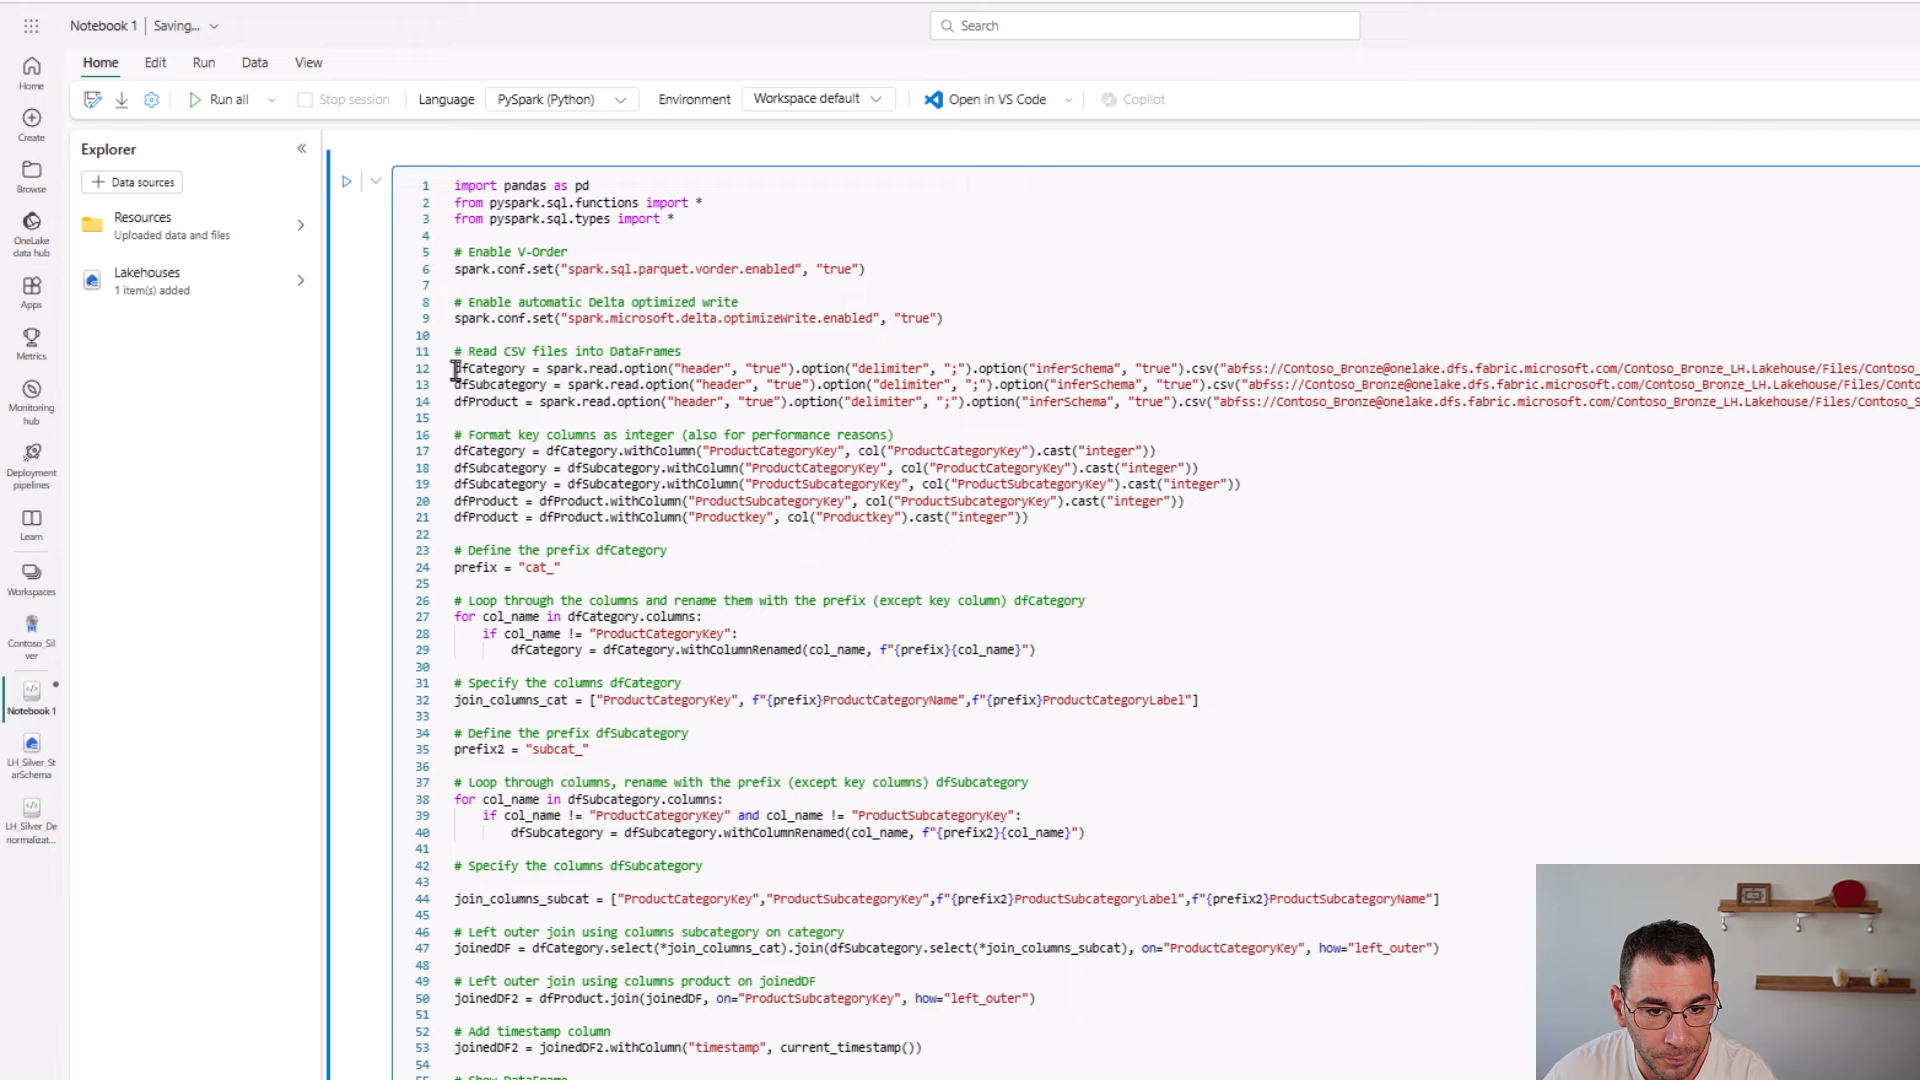 Notebook 1 | Saving...
Search
Home Edit Run Data View
Run all Stop session Language PySpark (Python) Environment Workspace default Open in VS Code Copilot
Home
Create
Browse
OneLake
data hub
Apps
Metrics
Monitoring
hub
Deployment
pipelines
Learn
Workspaces
Contoso_Sil
ver
Notebook 1
LH_Silver_St
arSchema
LH_Silver_De
normalizat...
Explorer
Data sources
Resources
Uploaded data and files
Lakehouses
1 item(s) added
1 import pandas as pd
2 from pyspark.sql.functions import *
3 from pyspark.sql.types import *
4
5 # Enable V-Order
6 spark.conf.set("spark.sql.parquet.vorder.enabled", "true")
7
8 # Enable automatic Delta optimized write
9 spark.conf.set("spark.microsoft.delta.optimizeWrite.enabled", "true")
10
11 # Read CSV files into DataFrames
12 dfCategory = spark.read.option("header", "true").option("delimiter", ";").option("inferSchema", "true").csv("abfss://Contoso_Bronze@onelake.dfs.fabric.microsoft.com/Contoso_Bronze_LH.Lakehouse/Files/Contoso_
13 dfSubcategory = spark.read.option("header", "true").option("delimiter", ";").option("inferSchema", "true").csv("abfss://Contoso_Bronze@onelake.dfs.fabric.microsoft.com/Contoso_Bronze_LH.Lakehouse/Files/Conto
14 dfProduct = spark.read.option("header", "true").option("delimiter", ";").option("inferSchema", "true").csv("abfss://Contoso_Bronze@onelake.dfs.fabric.microsoft.com/Contoso_Bronze_LH.Lakehouse/Files/Contoso_S
15
16 # Format key columns as integer (also for performance reasons)
17 dfCategory = dfCategory.withColumn("ProductCategoryKey", col("ProductCategoryKey").cast("integer"))
18 dfSubcategory = dfSubcategory.withColumn("ProductCategoryKey", col("ProductCategoryKey").cast("integer"))
19 dfSubcategory = dfSubcategory.withColumn("ProductSubcategoryKey", col("ProductSubcategoryKey").cast("integer"))
20 dfProduct = dfProduct.withColumn("ProductSubcategoryKey", col("ProductSubcategoryKey").cast("integer"))
21 dfProduct = dfProduct.withColumn("Productkey", col("Productkey").cast("integer"))
22
23 # Define the prefix dfCategory
24 prefix = "cat_"
25
26 # Loop through the columns and rename them with the prefix (except key column) dfCategory
27 for col_name in dfCategory.columns:
28 if col_name != "ProductCategoryKey":
29 dfCategory = dfCategory.withColumnRenamed(col_name, f"{prefix}{col_name}")
30
31 # Specify the columns dfCategory
32 join_columns_cat = ["ProductCategoryKey", f"{prefix}ProductCategoryName",f"{prefix}ProductCategoryLabel"]
33
34 # Define the prefix dfSubcategory
35 prefix2 = "subcat_"
36
37 # Loop through columns, rename with the prefix (except key columns) dfSubcategory
38 for col_name in dfSubcategory.columns:
39 if col_name != "ProductCategoryKey" and col_name != "ProductSubcategoryKey":
40 dfSubcategory = dfSubcategory.withColumnRenamed(col_name, f"{prefix2}{col_name}")
41
42 # Specify the columns dfSubcategory
43
44 join_columns_subcat = ["ProductCategoryKey","ProductSubcategoryKey",f"{prefix2}ProductSubcategoryLabel",f"{prefix2}ProductSubcategoryName"]
45
46 # Left outer join using columns subcategory on category
47 joinedDF = dfCategory.select(*join_columns_cat).join(dfSubcategory.select(*join_columns_subcat), on="ProductCategoryKey", how="left_outer")
48
49 # Left outer join using columns product on joinedDF
50 joinedDF2 = dfProduct.join(joinedDF, on="ProductSubcategoryKey", how="left_outer")
51
52 # Add timestamp column
53 joinedDF2 = joinedDF2.withColumn("timestamp", current_timestamp())
54
55 # Show DataFrame